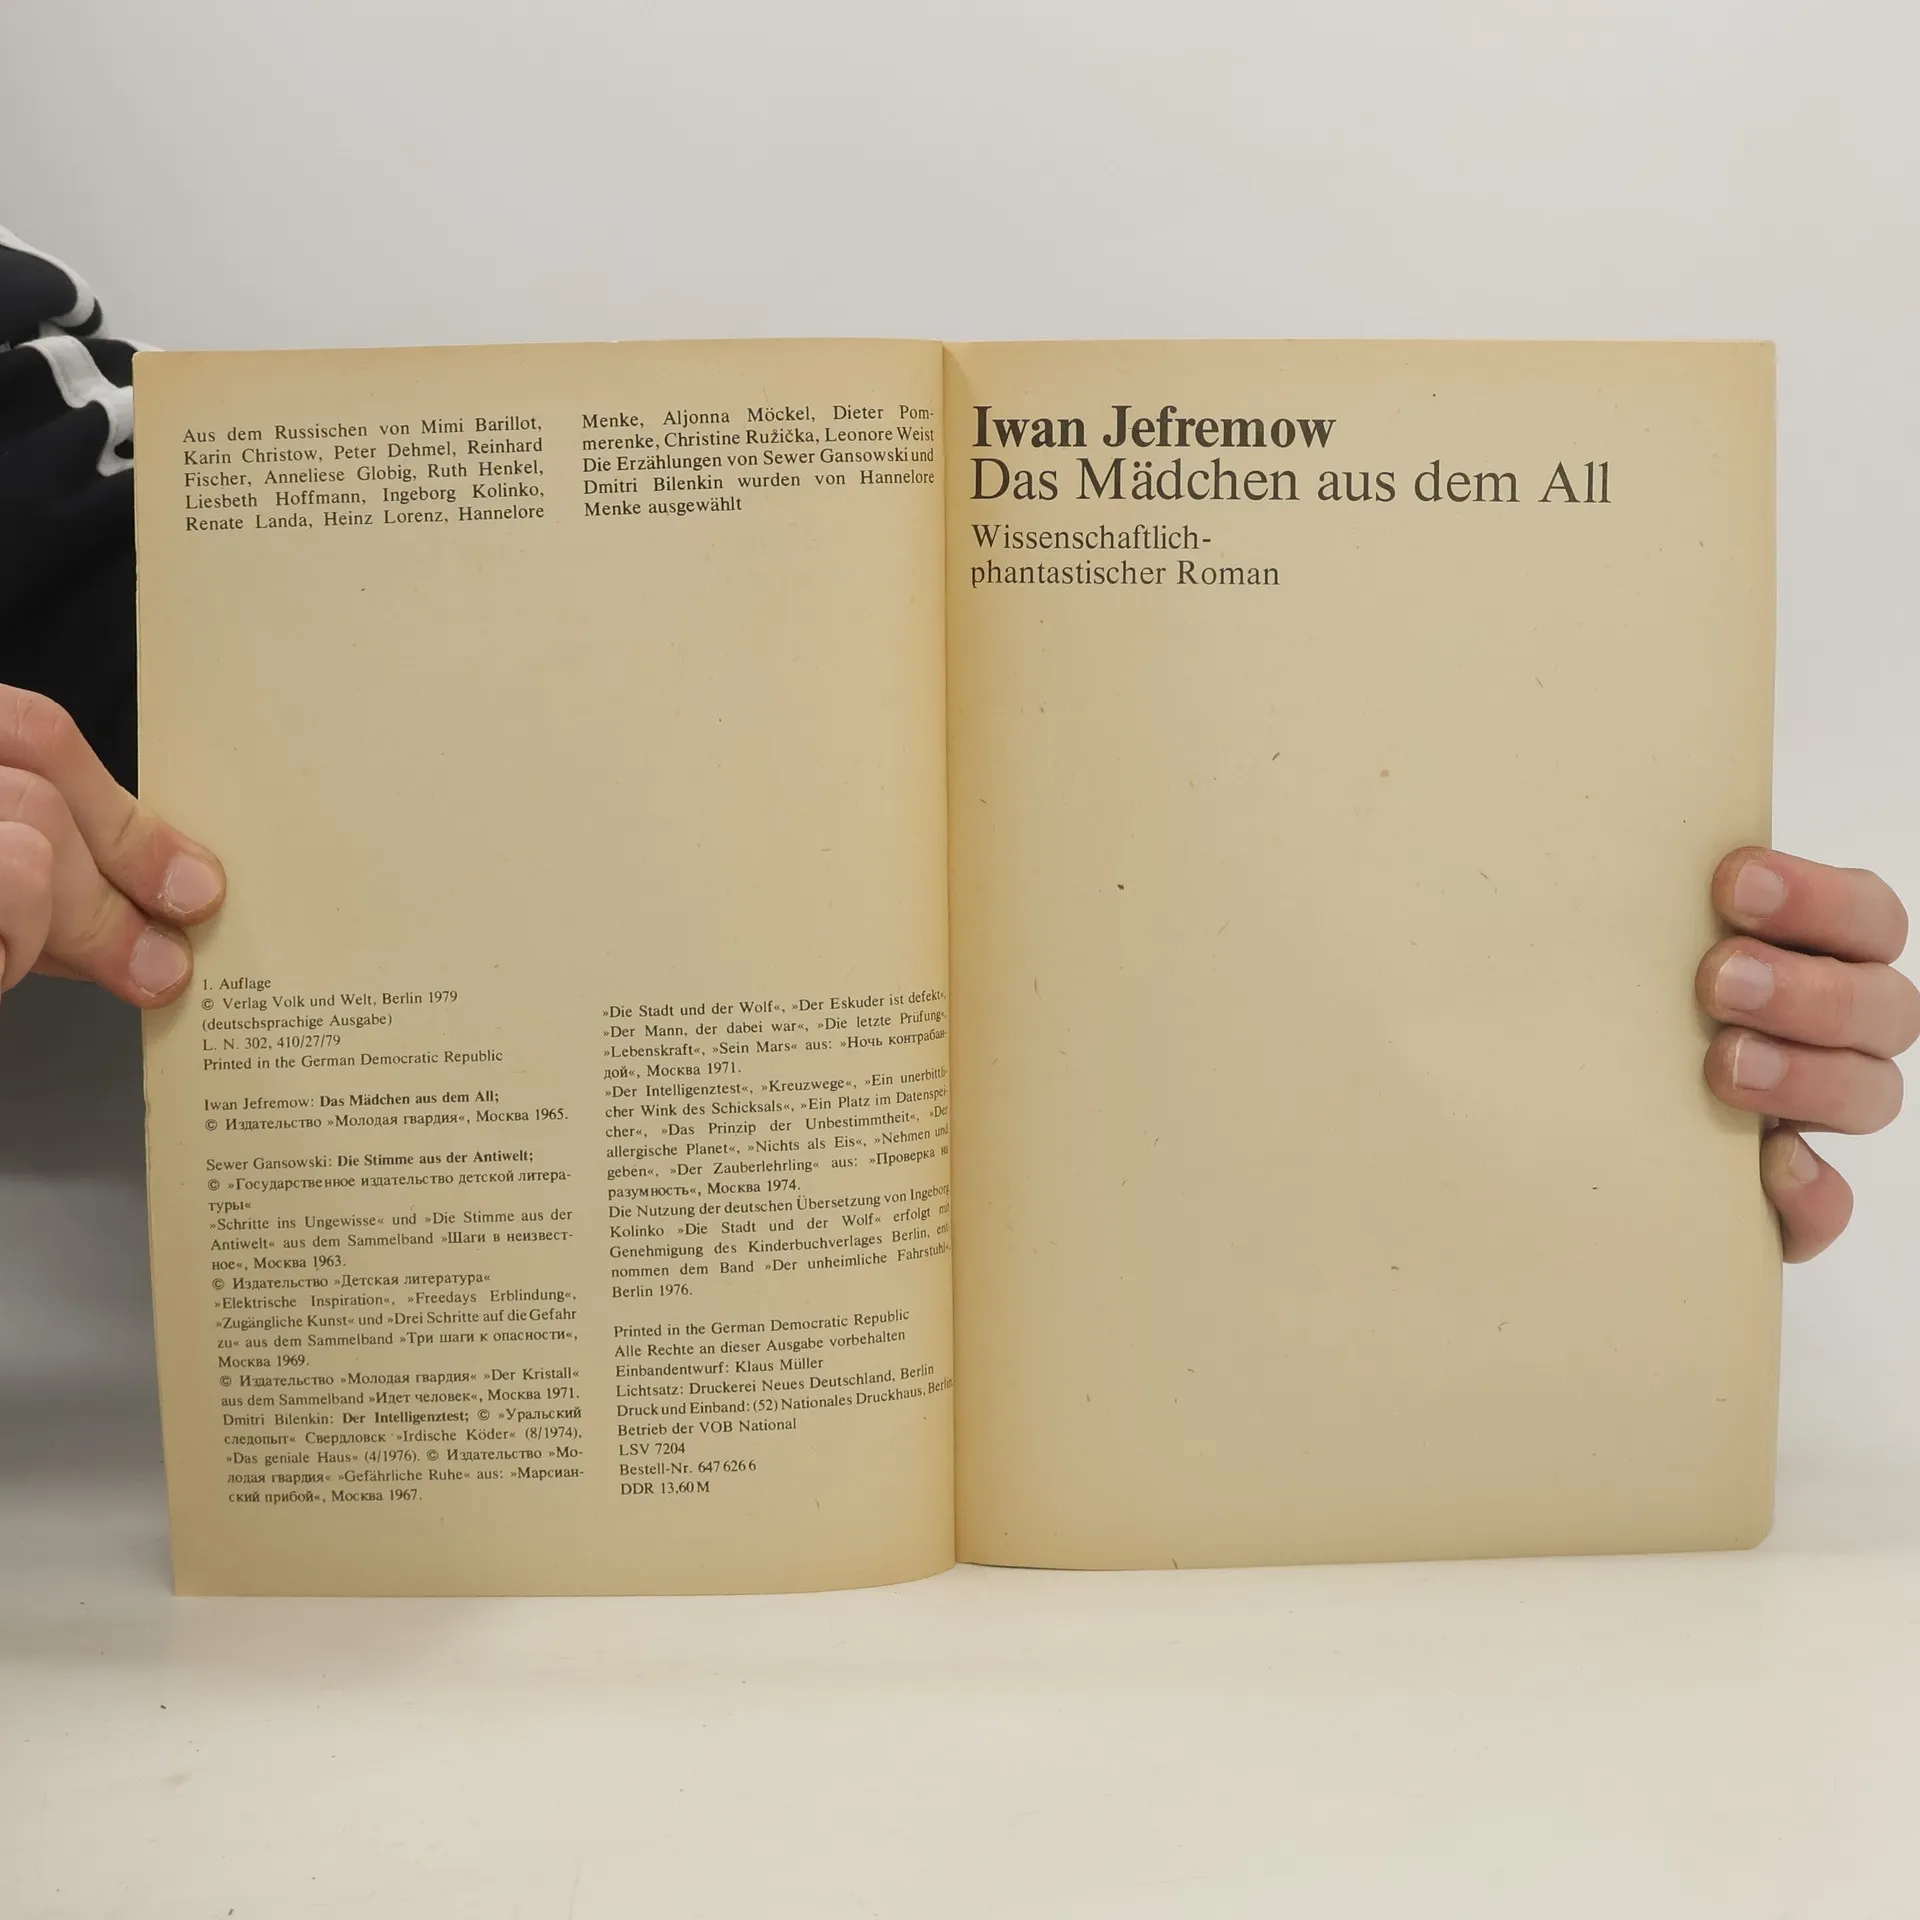 Aus dem Russischen von Mimi Barillot,
Karin Christow, Peter Dehmel, Reinhard
Fischer, Anneliese Globig, Ruth Henkel,
Liesbeth Hoffmann, Ingeborg Kolinko,
Renate Landa, Heinz Lorenz, Hannelore
Menke, Aljonna Möckel, Dieter Pom-
merenke, Christine Ružička, Leonore Weist
Die Erzählungen von Sewer Gansowski und
Dmitri Bilenkin wurden von Hannelore
Menke ausgewählt
1. Auflage
© Verlag Volk und Welt, Berlin 1979
(deutschsprachige Ausgabe)
L. N. 302, 410/27/79
Printed in the German Democratic Republic
Iwan Jefremow: Das Mädchen aus dem All;
© Издательство »Молодая гвардия«, Москва 1965.
Sewer Gansowski: Die Stimme aus der Antiwelt;
© »Государственное издательство детской литера-
туры«
»Schritte ins Ungewisse« und »Die Stimme aus der
Antiwelt« aus dem Sammelband »Шаги в неизвест-
ное«, Москва 1963.
© Издательство »Детская литература«
»Elektrische Inspiration«, »Freedays Erblindung«,
»Zugängliche Kunst« und »Drei Schritte auf die Gefahr
zu« aus dem Sammelband »Три шаги к опасности«,
Москва 1969.
© Издательство »Молодая гвардия« »Der Kristall«
aus dem Sammelband »Идет человек«, Москва 1971.
Dmitri Bilenkin: Der Intelligenztest; © »Уральский
следопыт« Свердловск »Irdische Köder« (8/1974),
»Das geniale Haus« (4/1976). © Издательство »Мо-
лодая гвардия« »Gefährliche Ruhe« aus: »Марсиан-
ский прибой«, Москва 1967.
»Die Stadt und der Wolf«, »Der Eskuder ist defekt«,
»Der Mann, der dabei war«, »Die letzte Prüfung«,
»Lebenskraft«, »Sein Mars« aus: »Ночь контрабан-
дой«, Москва 1971.
»Der Intelligenztest«, »Kreuzwege«, »Ein unerbittli-
cher Wink des Schicksals«, »Ein Platz im Datenspei-
cher«, »Das Prinzip der Unbestimmtheit«, »Der
allergische Planet«, »Nichts als Eis«, »Nehmen und
geben«, »Der Zauberlehrling« aus: »Проверка на
разумность«, Москва 1974.
Die Nutzung der deutschen Übersetzung von Ingeborg
Kolinko »Die Stadt und der Wolf« erfolgt mit
Genehmigung des Kinderbuchverlages Berlin, ent-
nommen dem Band »Der unheimliche Fahrstuhl«,
Berlin 1976.
Printed in the German Democratic Republic
Alle Rechte an dieser Ausgabe vorbehalten
Einbandentwurf: Klaus Müller
Lichtsatz: Druckerei Neues Deutschland, Berlin
Druck und Einband: (52) Nationales Druckhaus, Berlin,
Betrieb der VOB National
LSV 7204
Bestell-Nr. 647 626 6
DDR 13,60 M
Iwan Jefremow
Das Mädchen aus dem All
Wissenschaftlich-
phantastischer Roman